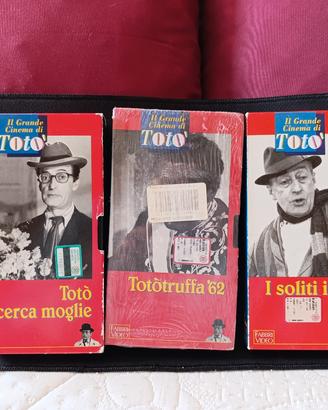 Il Grande
Cinema di
Totò
Totò
cerca moglie
FABBRI
VIDEO
Il Grande
Cinema di
Totò
Totòtruffa '62
Il Grande
Cinema di
Totò
I soliti i
FABBRI
VIDEO